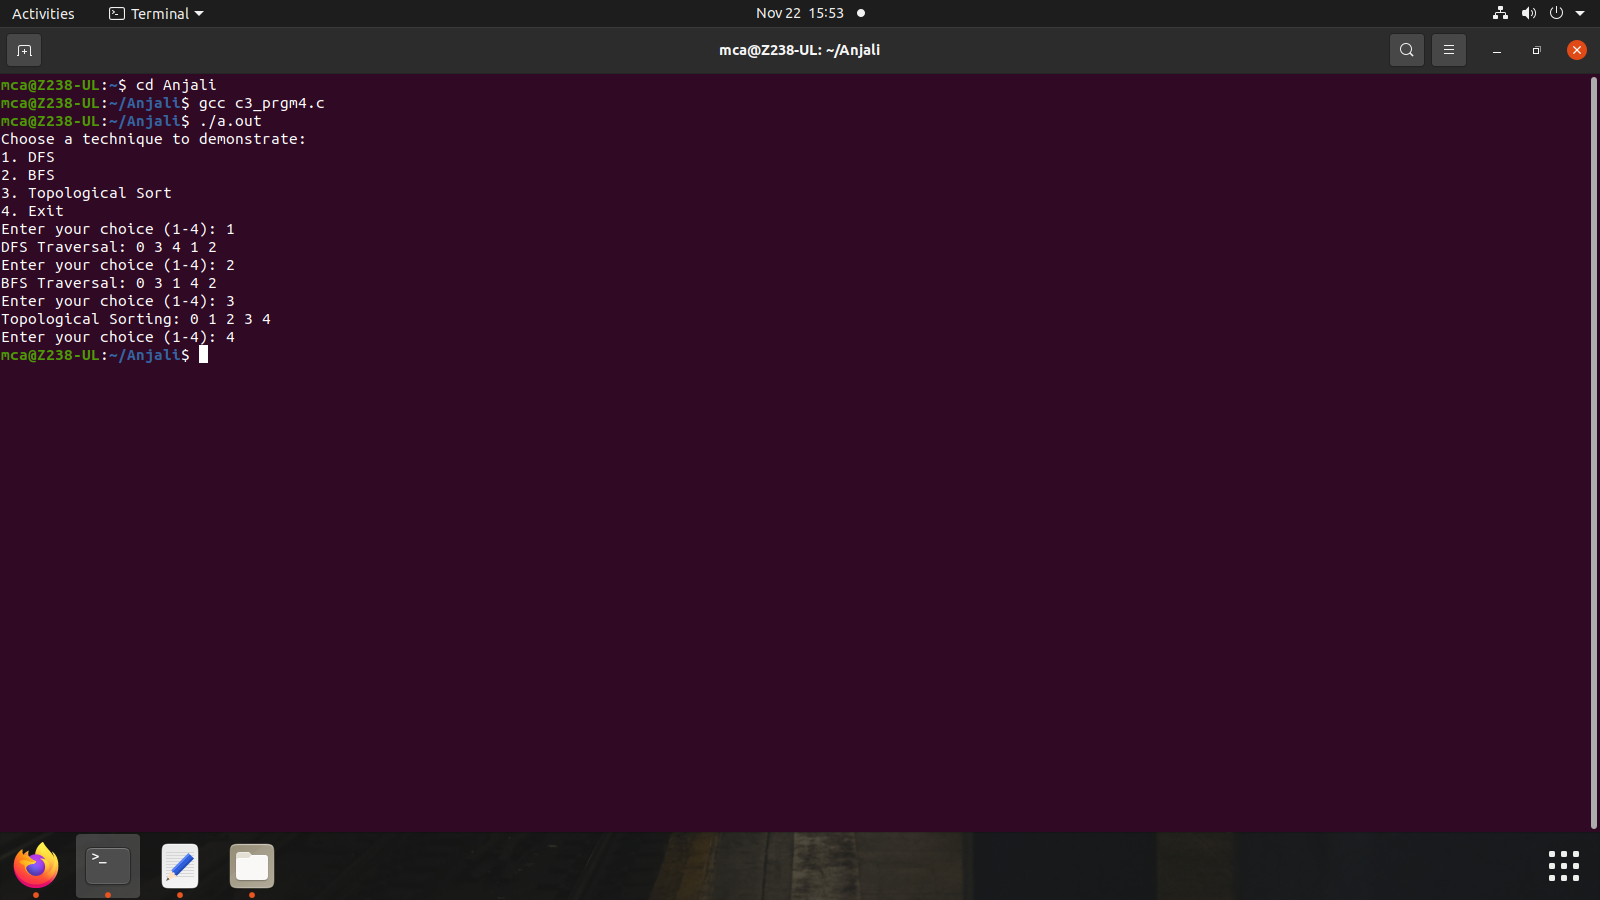 Activities
Terminal
Nov 22 15:53
mca@Z238-UL: ~/Anjali
mca@Z238-UL:~$ cd Anjali
mca@Z238-UL:~/Anjali$ gcc c3_prgm4.c
mca@Z238-UL:~/Anjali$ ./a.out
Choose a technique to demonstrate:
1. DFS
2. BFS
3. Topological Sort
4. Exit
Enter your choice (1-4): 1
DFS Traversal: 0 3 4 1 2
Enter your choice (1-4): 2
BFS Traversal: 0 3 1 4 2
Enter your choice (1-4): 3
Topological Sorting: 0 1 2 3 4
Enter your choice (1-4): 4
mca@Z238-UL:~/Anjali$